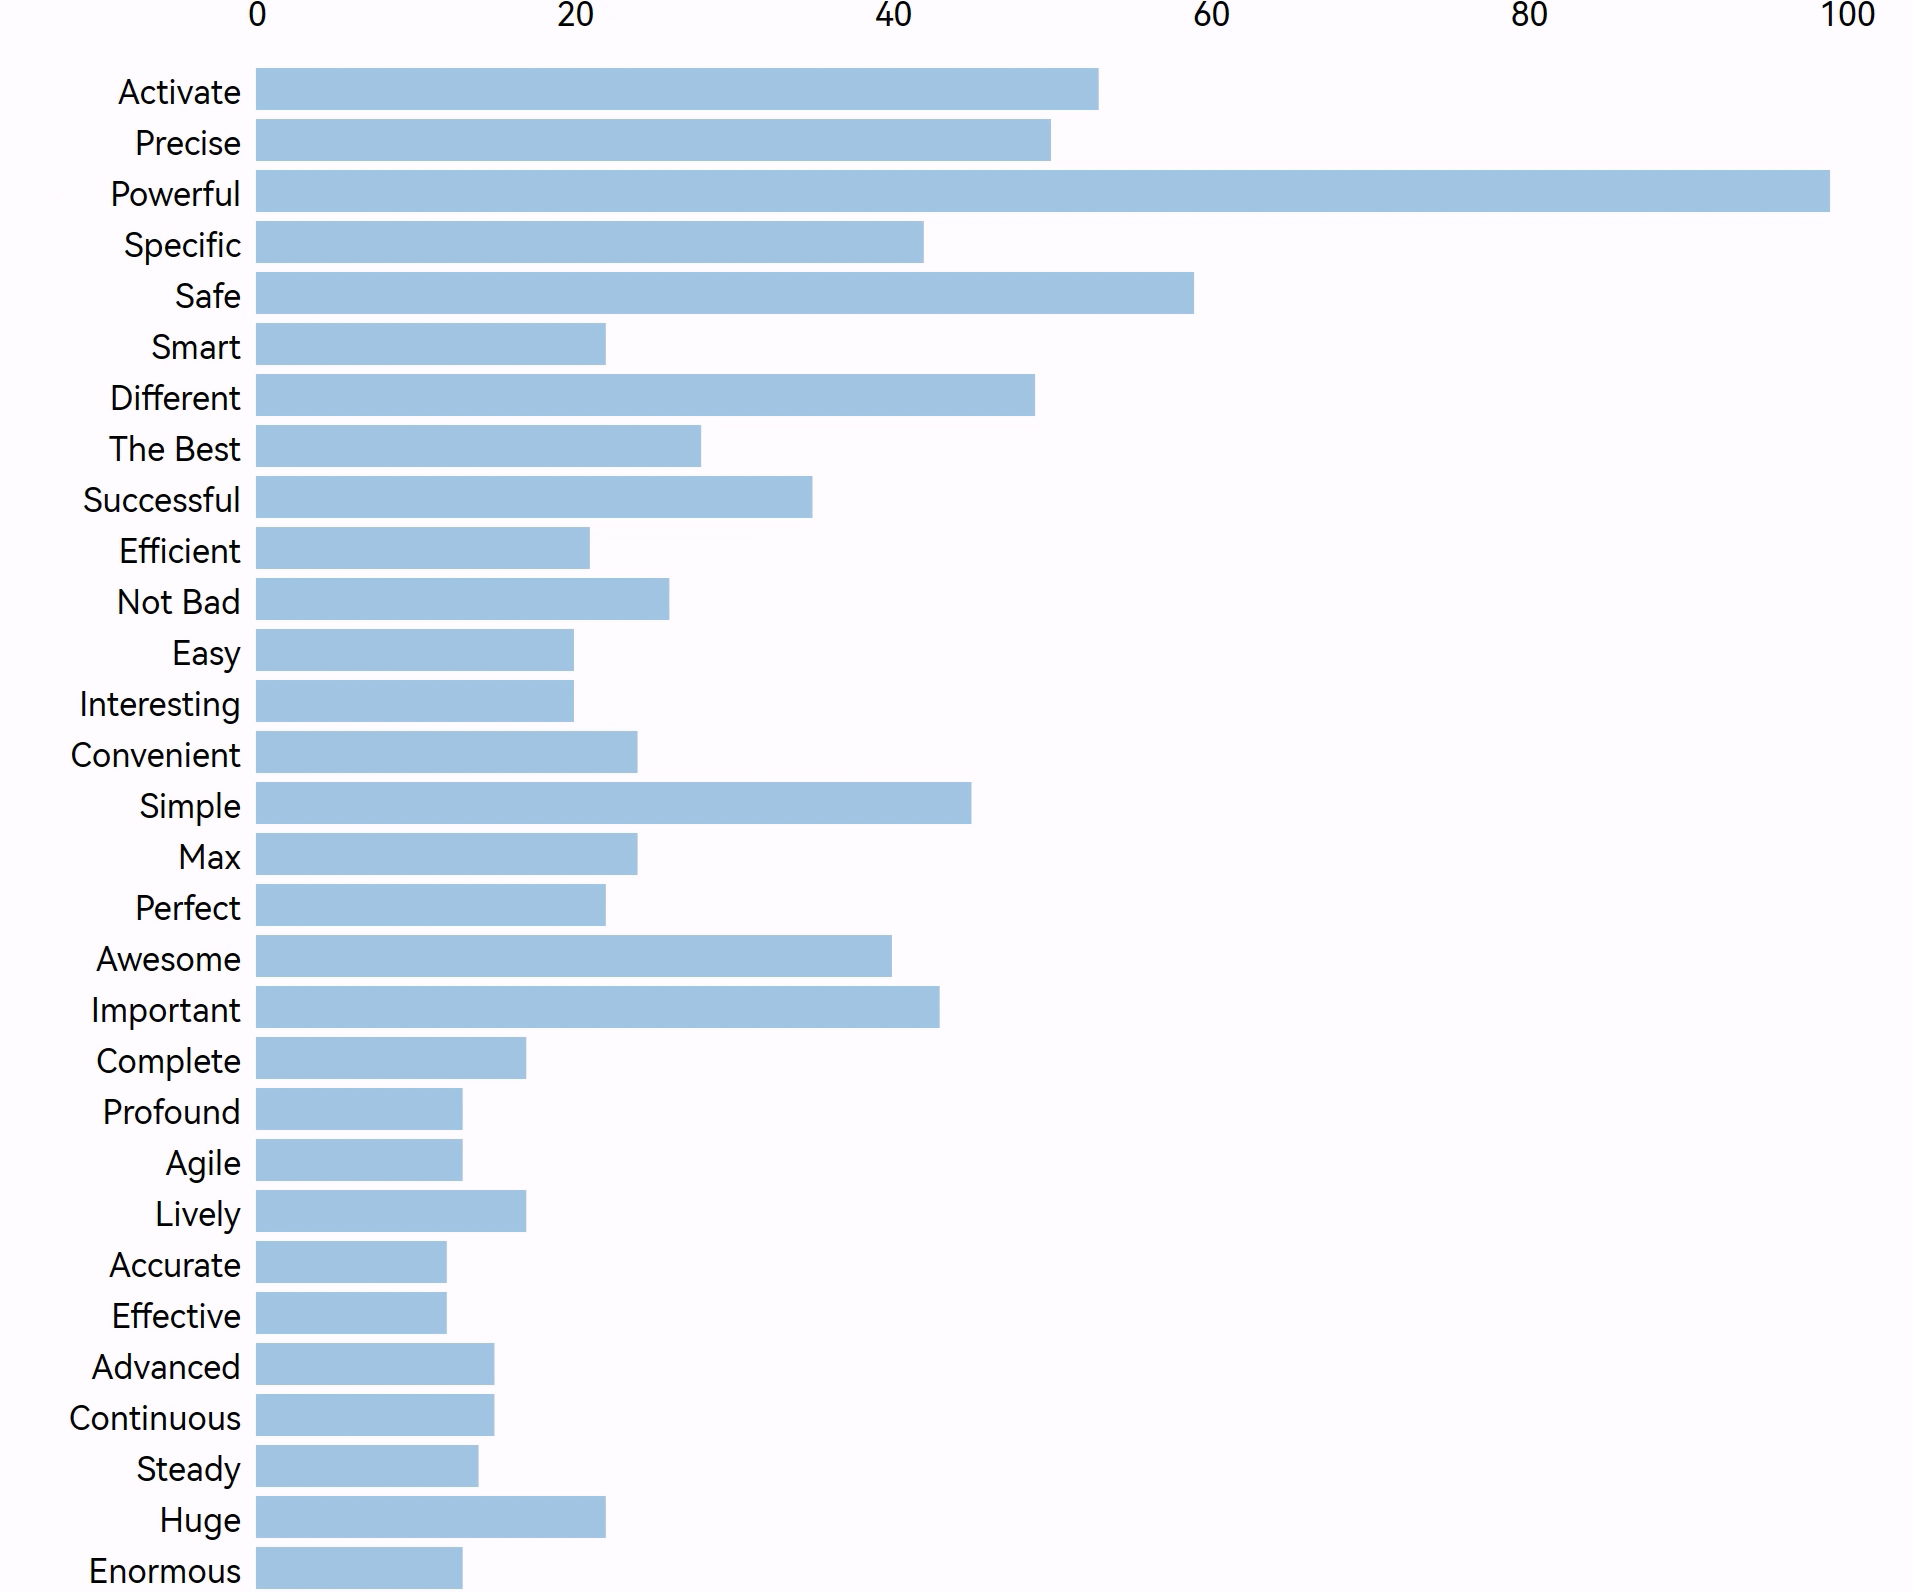 0 20 40 60 80 100
Activate
Precise
Powerful
Specific
Safe
Smart
Different
The Best
Successful
Efficient
Not Bad
Easy
Interesting
Convenient
Simple
Max
Perfect
Awesome
Important
Complete
Profound
Agile
Lively
Accurate
Effective
Advanced
Continuous
Steady
Huge
Enormous